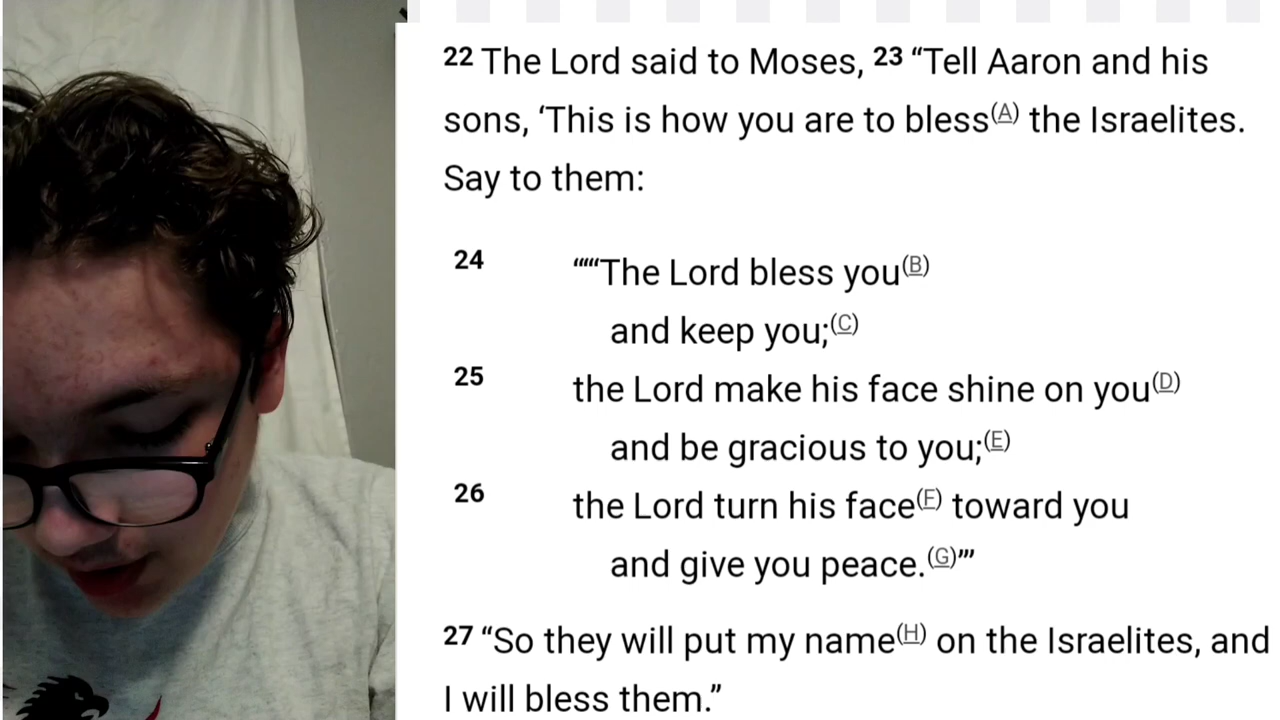 22 The Lord said to Moses, 23 “Tell Aaron and his
sons, ‘This is how you are to bless(A) the Israelites.
Say to them:
24 “‘“The Lord bless you(B)
and keep you;(C)
25 the Lord make his face shine on you(D)
and be gracious to you;(E)
26 the Lord turn his face(F) toward you
and give you peace.(G)”’
27 “So they will put my name(H) on the Israelites, and
I will bless them.”